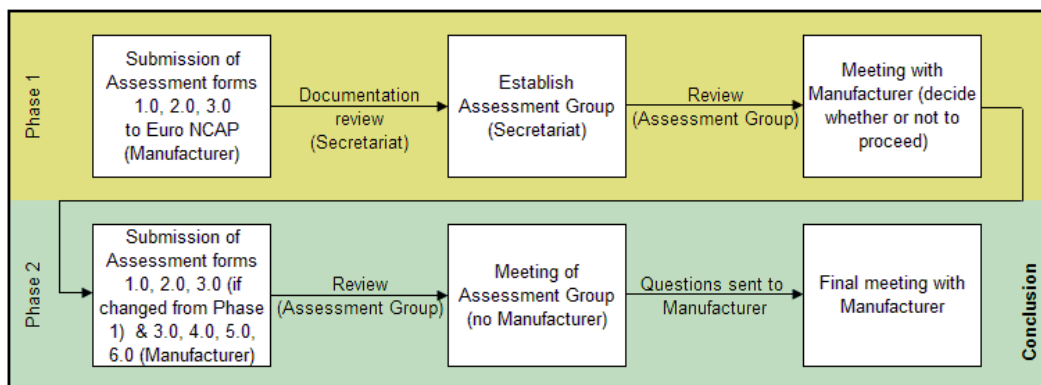 Phase 1
Submission of
Assessment forms
1.0, 2.0, 3.0
to Euro NCAP
(Manufacturer)
Documentation
review
(Secretariat)
Establish
Assessment Group
(Secretariat)
Review
(Assessment Group)
Meeting with
Manufacturer (decide
whether or not to
proceed)
Phase 2
Submission of
Assessment forms
1.0, 2.0, 3.0 (if
changed from Phase
1) & 3.0, 4.0, 5.0,
6.0 (Manufacturer)
Review
(Assessment Group)
Meeting of
Assessment Group
(no Manufacturer)
Questions sent to
Manufacturer
Final meeting with
Manufacturer
Conclusion